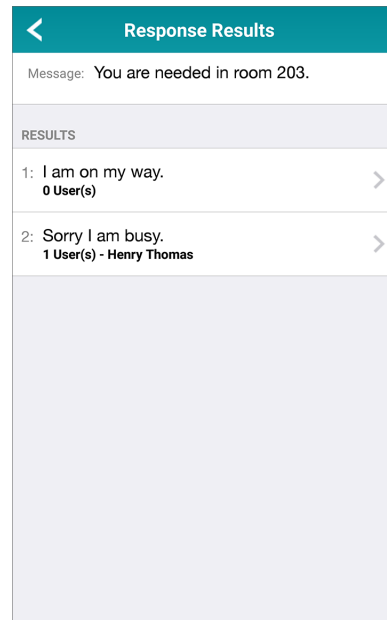 Response Results
Message: You are needed in room 203.
RESULTS
1: I am on my way.
0 User(s)
2: Sorry I am busy.
1 User(s) - Henry Thomas